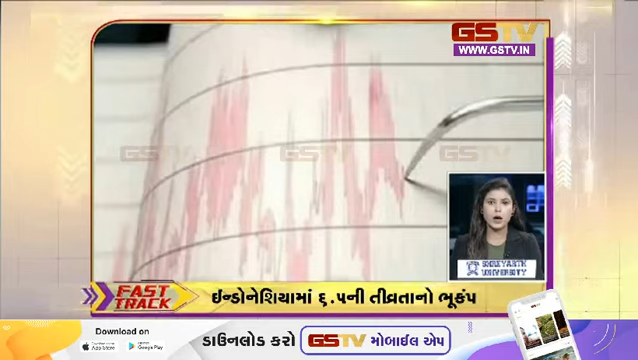 GSTV
WWW.GSTV.IN
GSTV GSTV GSTV
SHREYARTH
UNIVERSITY
FAST
TRACK
ઈન્ડોનેશિયામાં ૬.૫ની તીવ્રતાનો ભૂકંપ
Download on
App Store Google Play
ડાઉનલોડ કરો GSTV મોબાઈલ એપ